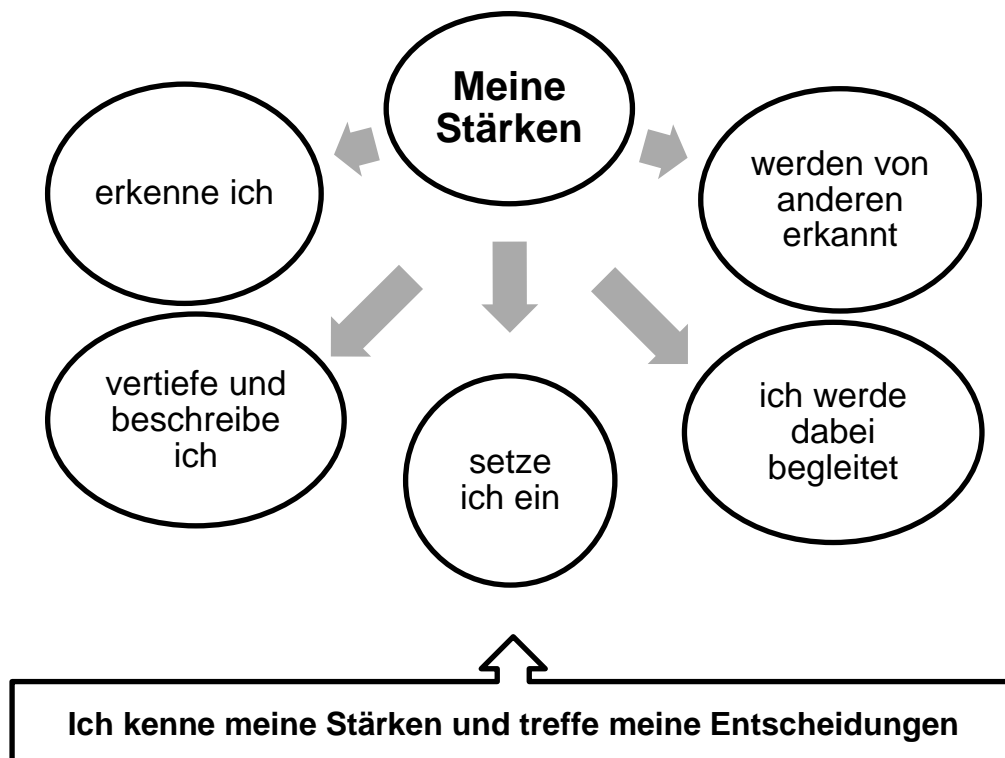 Meine
Stärken
erkenne ich
werden von
anderen
erkannt
vertiefe und
beschreibe
ich
setze
ich ein
ich werde
dabei
begleitet
Ich kenne meine Stärken und treffe meine Entscheidungen